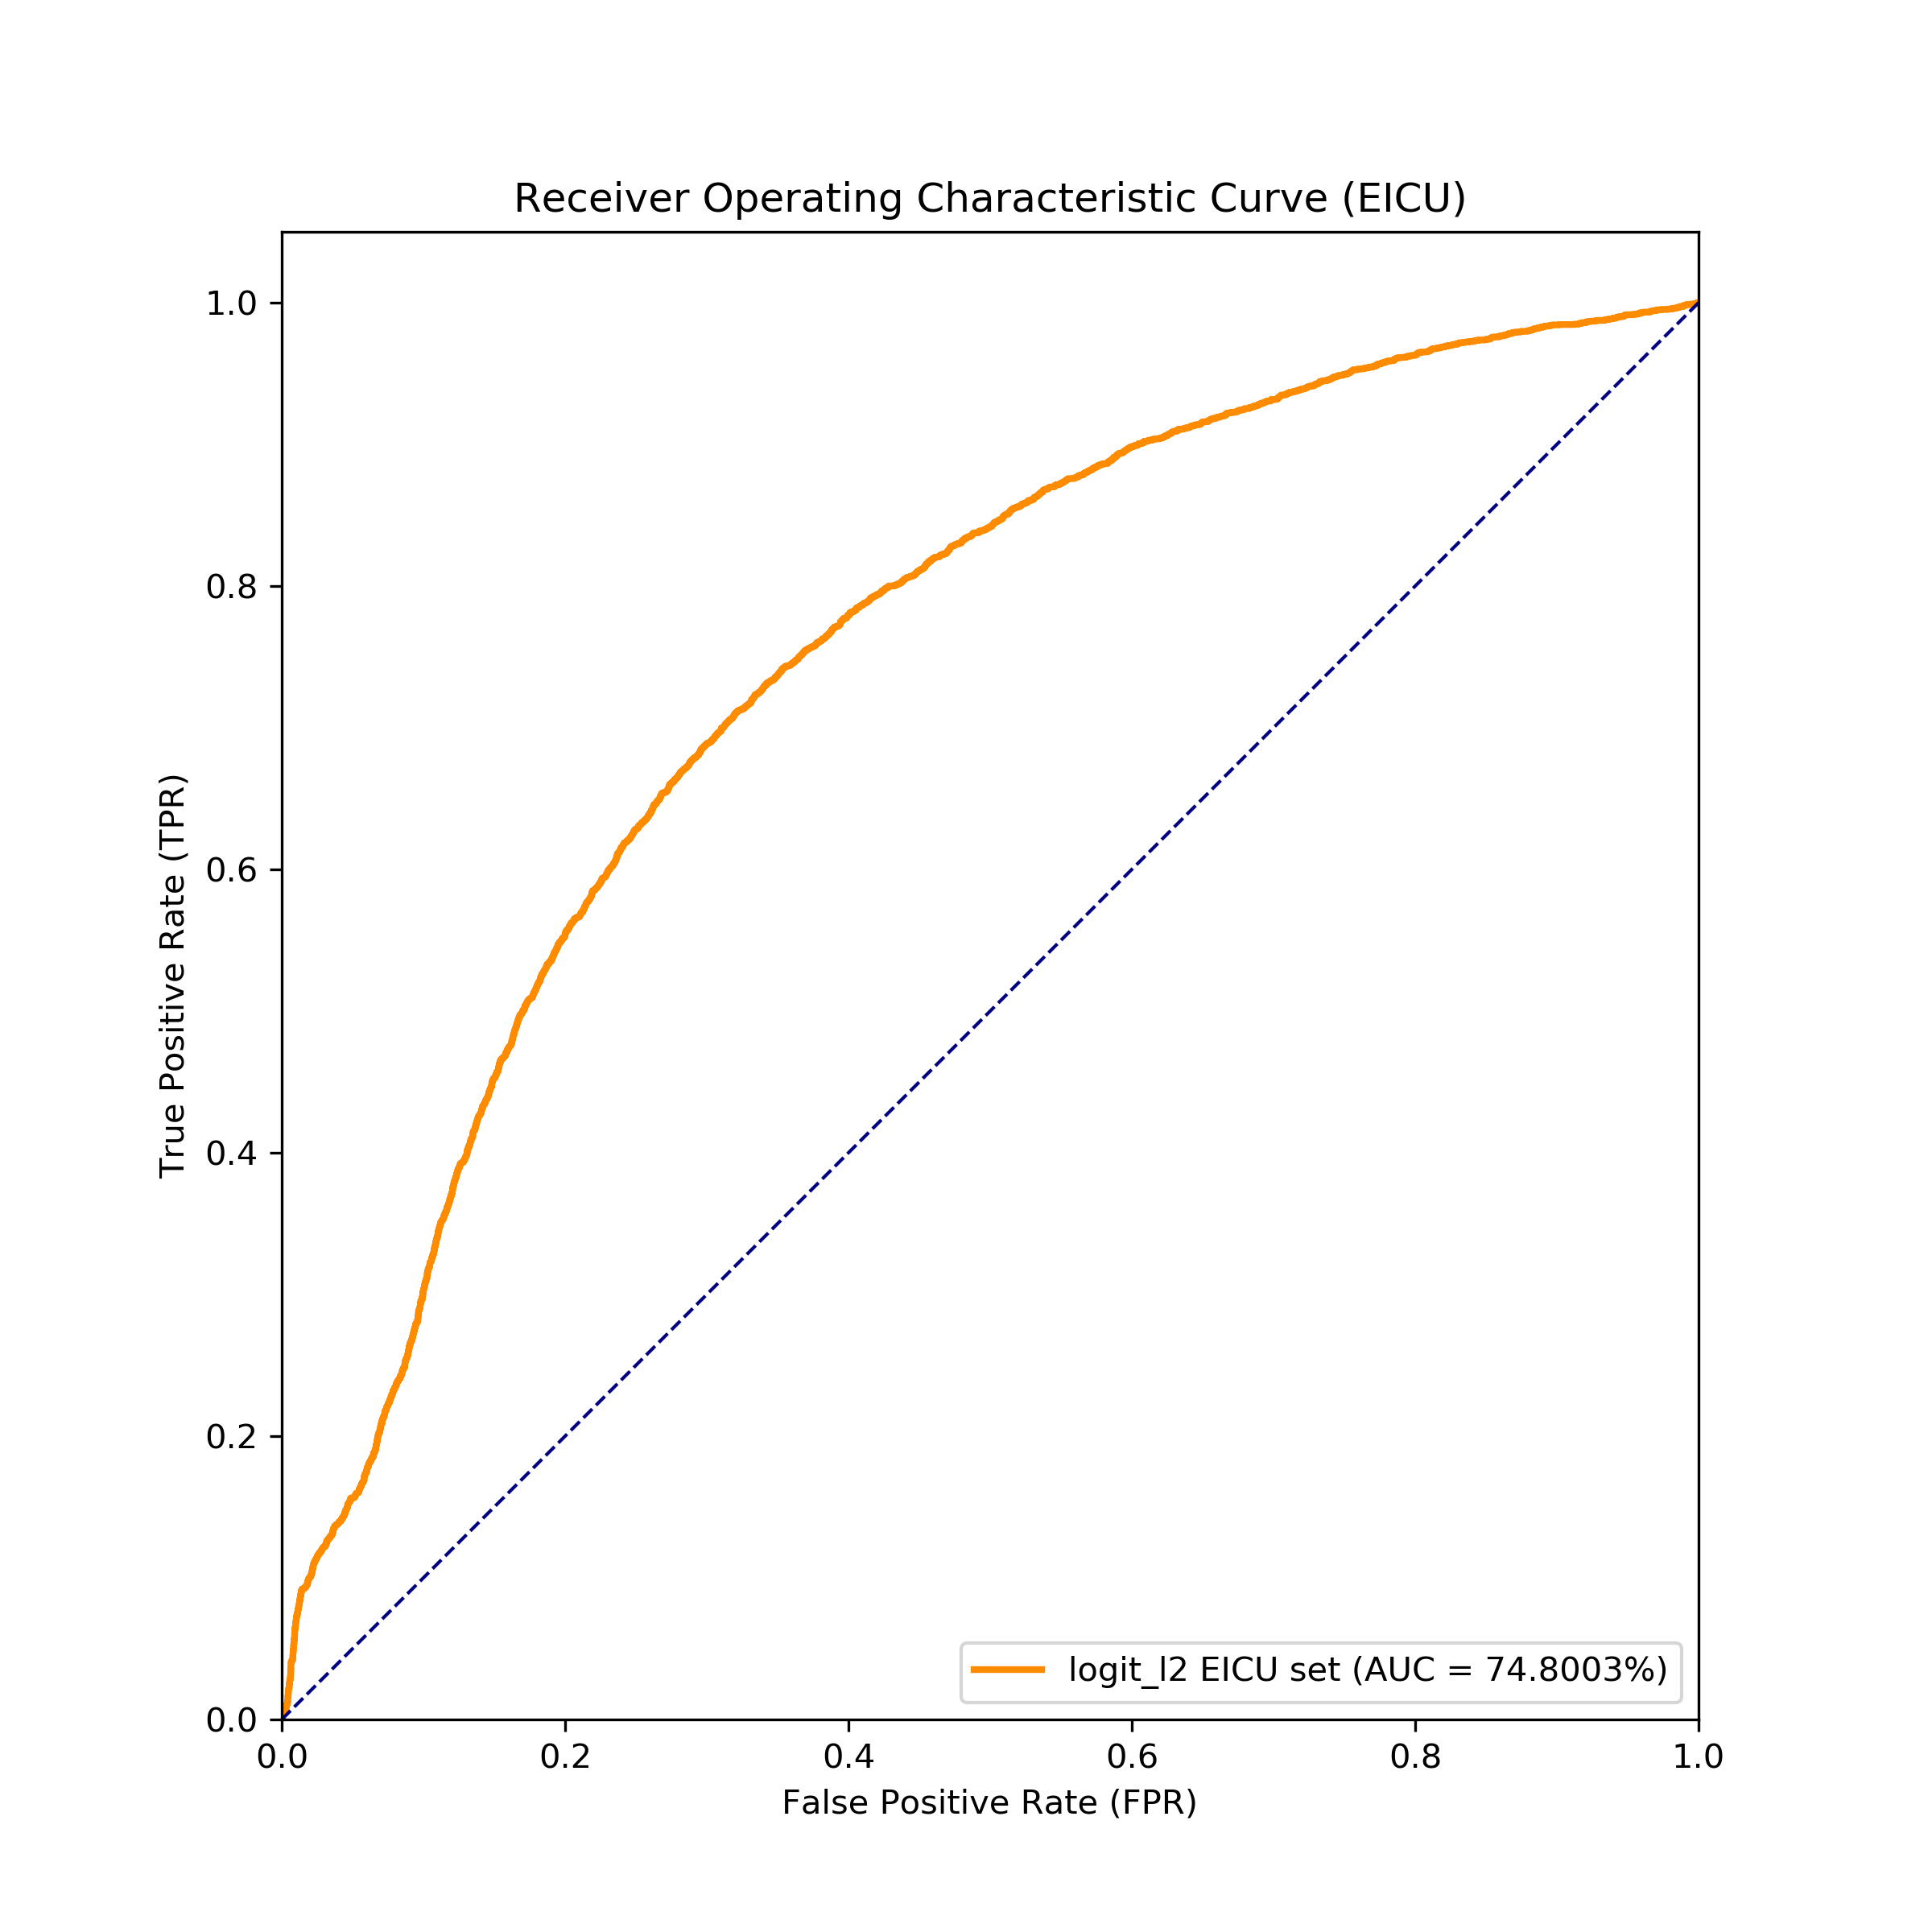 Receiver Operating Characteristic Curve (EICU)
1.0
0.8
0.6
0.4
0.2
0.0
True Positive Rate (TPR)
logit_l2 EICU set (AUC = 74.8003%)
0.0 0.2 0.4 0.6 0.8 1.0
False Positive Rate (FPR)